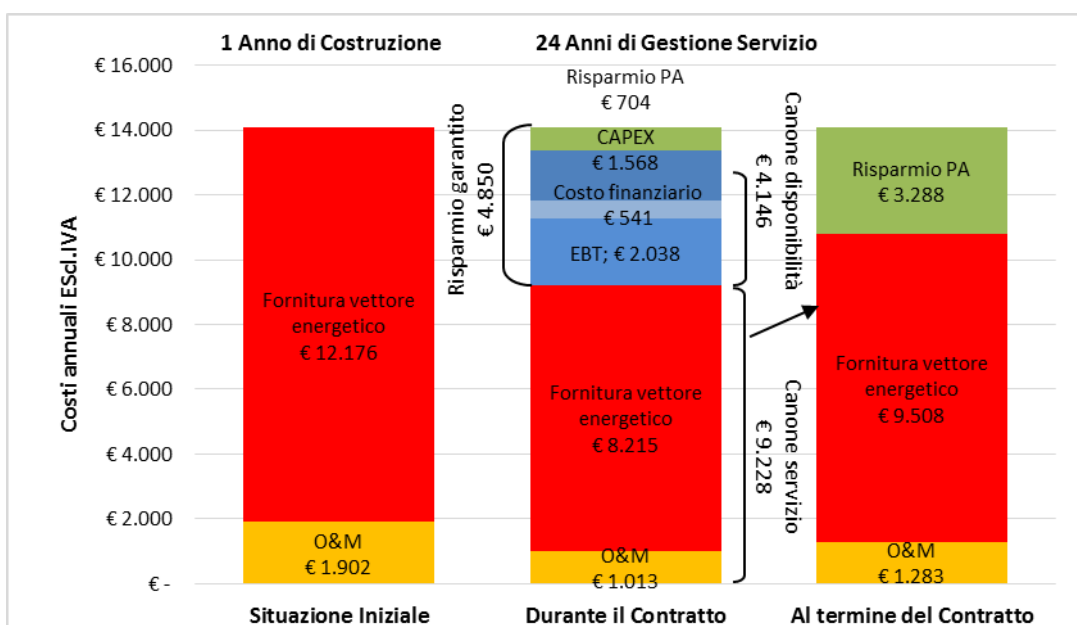 1 Anno di Costruzione
24 Anni di Gestione Servizio
Costi annuali EScl.IVA
€ 16.000
€ 14.000
€ 12.000
€ 10.000
€ 8.000
€ 6.000
€ 4.000
€ 2.000
€ -
Fornitura vettore
energetico
€ 12.176
O&M
€ 1.902
Risparmio garantito
€ 4.850
Risparmio PA
€ 704
CAPEX
€ 1.568
Costo finanziario
€ 541
EBT; € 2.038
Fornitura vettore
energetico
€ 8.215
O&M
€ 1.013
Canone disponibilità
€ 4.146
Canone servizio
€ 9.228
Risparmio PA
€ 3.288
Fornitura vettore
energetico
€ 9.508
O&M
€ 1.283
Situazione Iniziale
Durante il Contratto
Al termine del Contratto